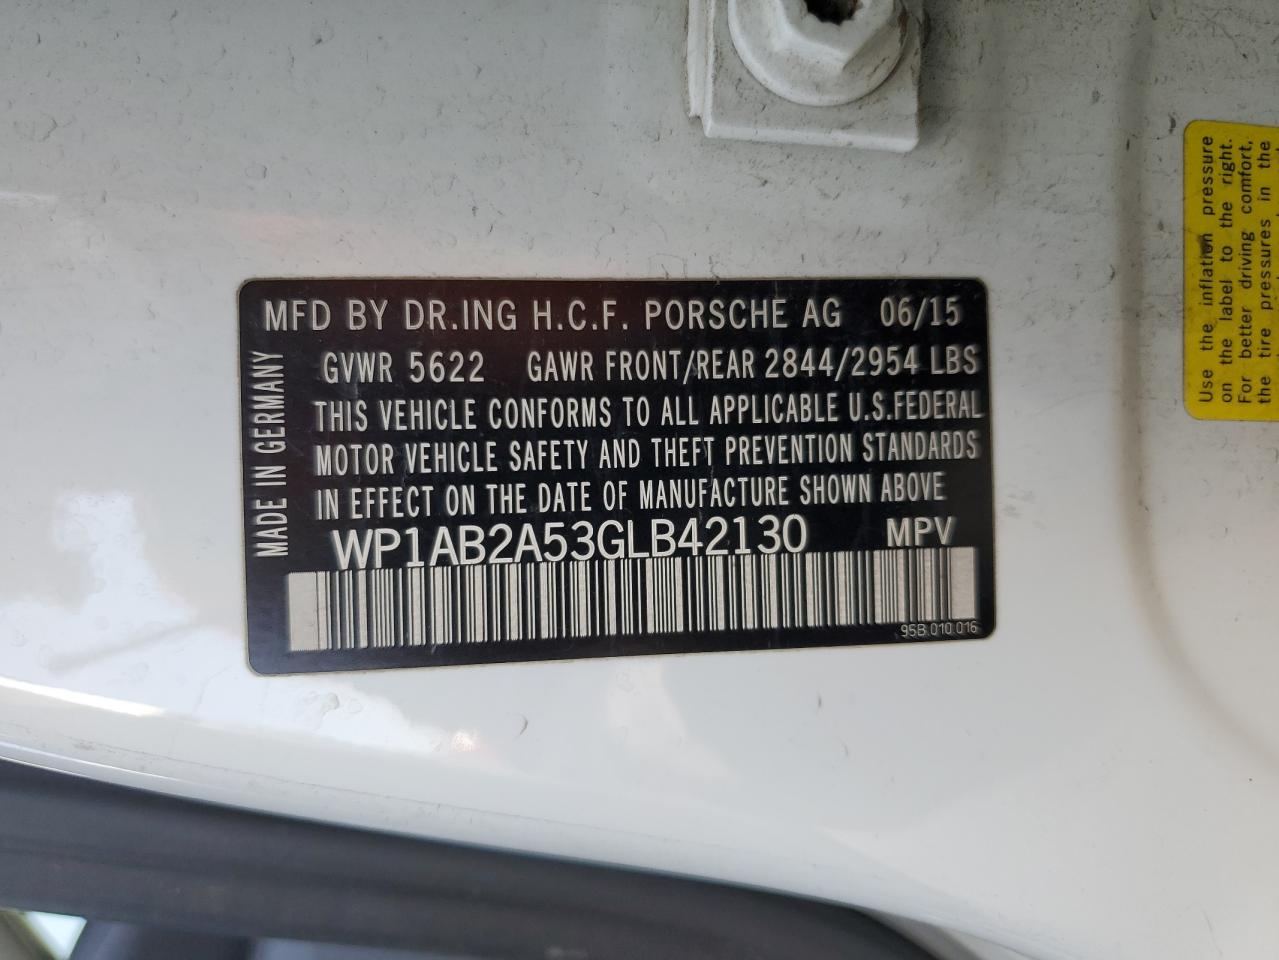 MFD BY DR.ING H.C.F. PORSCHE AG 06/15
GVWR 5622 GAWR FRONT/REAR 2844/2954 LBS
THIS VEHICLE CONFORMS TO ALL APPLICABLE U.S.FEDERAL
MOTOR VEHICLE SAFETY AND THEFT PREVENTION STANDARDS
IN EFFECT ON THE DATE OF MANUFACTURE SHOWN ABOVE
WP1AB2A53GLB42130 MPV
95B.010.016
MADE IN GERMANY
Use the inflation pressure
on the label to the right.
For better driving comfort,
the tire pressures in the